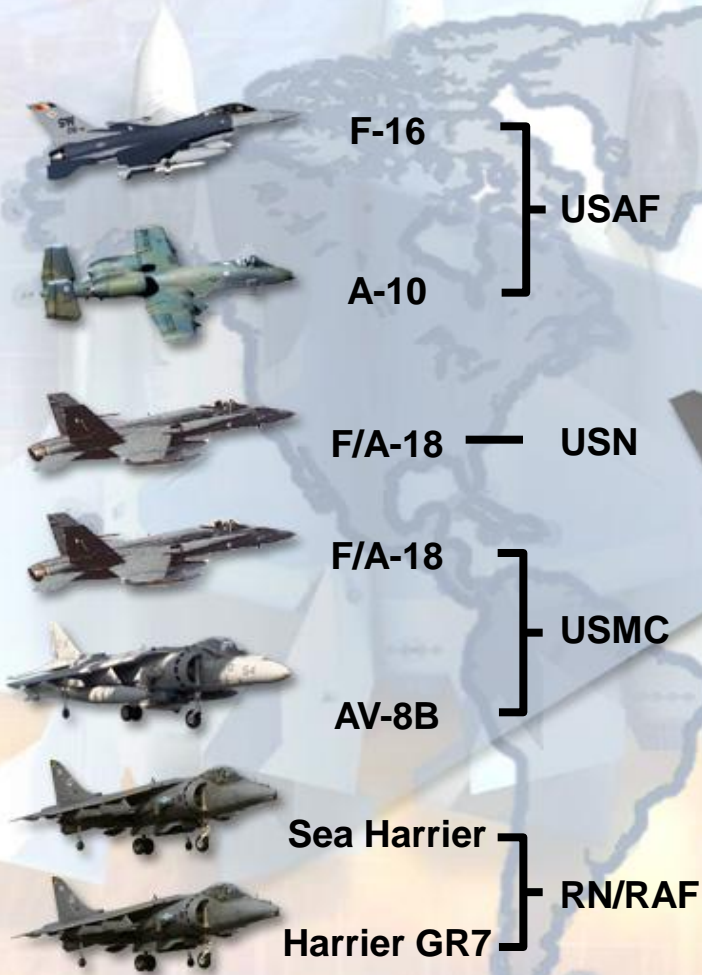 F-16
USAF
A-10
F/A-18
USN
F/A-18
USMC
AV-8B
Sea Harrier
RN/RAF
Harrier GR7